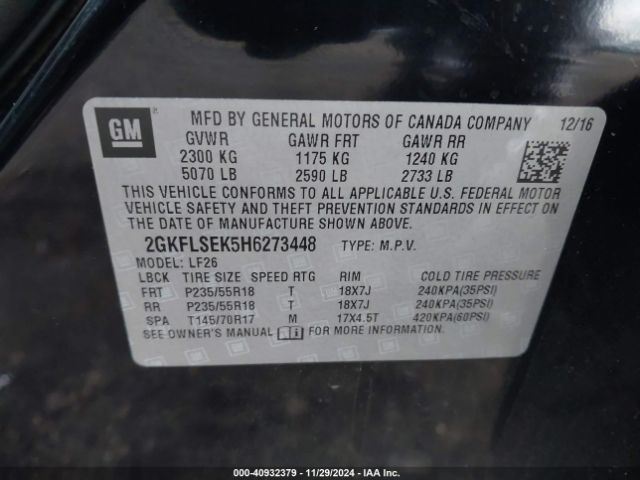 GM ® MFD BY GENERAL MOTORS OF CANADA COMPANY 12/16
GVWR GAWR FRT GAWR RR
2300 KG 1175 KG 1240 KG
5070 LB 2590 LB 2733 LB
THIS VEHICLE CONFORMS TO ALL APPLICABLE U.S. FEDERAL MOTOR
VEHICLE SAFETY AND THEFT PREVENTION STANDARDS IN EFFECT ON
THE DATE OF MANUFACTURE SHOWN ABOVE.
2GKFLSEK5H6273448 TYPE: M.P.V.
MODEL: LF26
LBCK TIRE SIZE SPEED RTG RIM COLD TIRE PRESSURE
FRT P235/55R18 T 18X7J 240KPA(35PSI)
RR P235/55R18 T 18X7J 240KPA(35PSI)
SPA T145/70R17 M 17X4.5T 420KPA(60PSI)
SEE OWNER'S MANUAL FOR MORE INFORMATION.
000-40932379 - 11/29/2024 - IAA Inc.